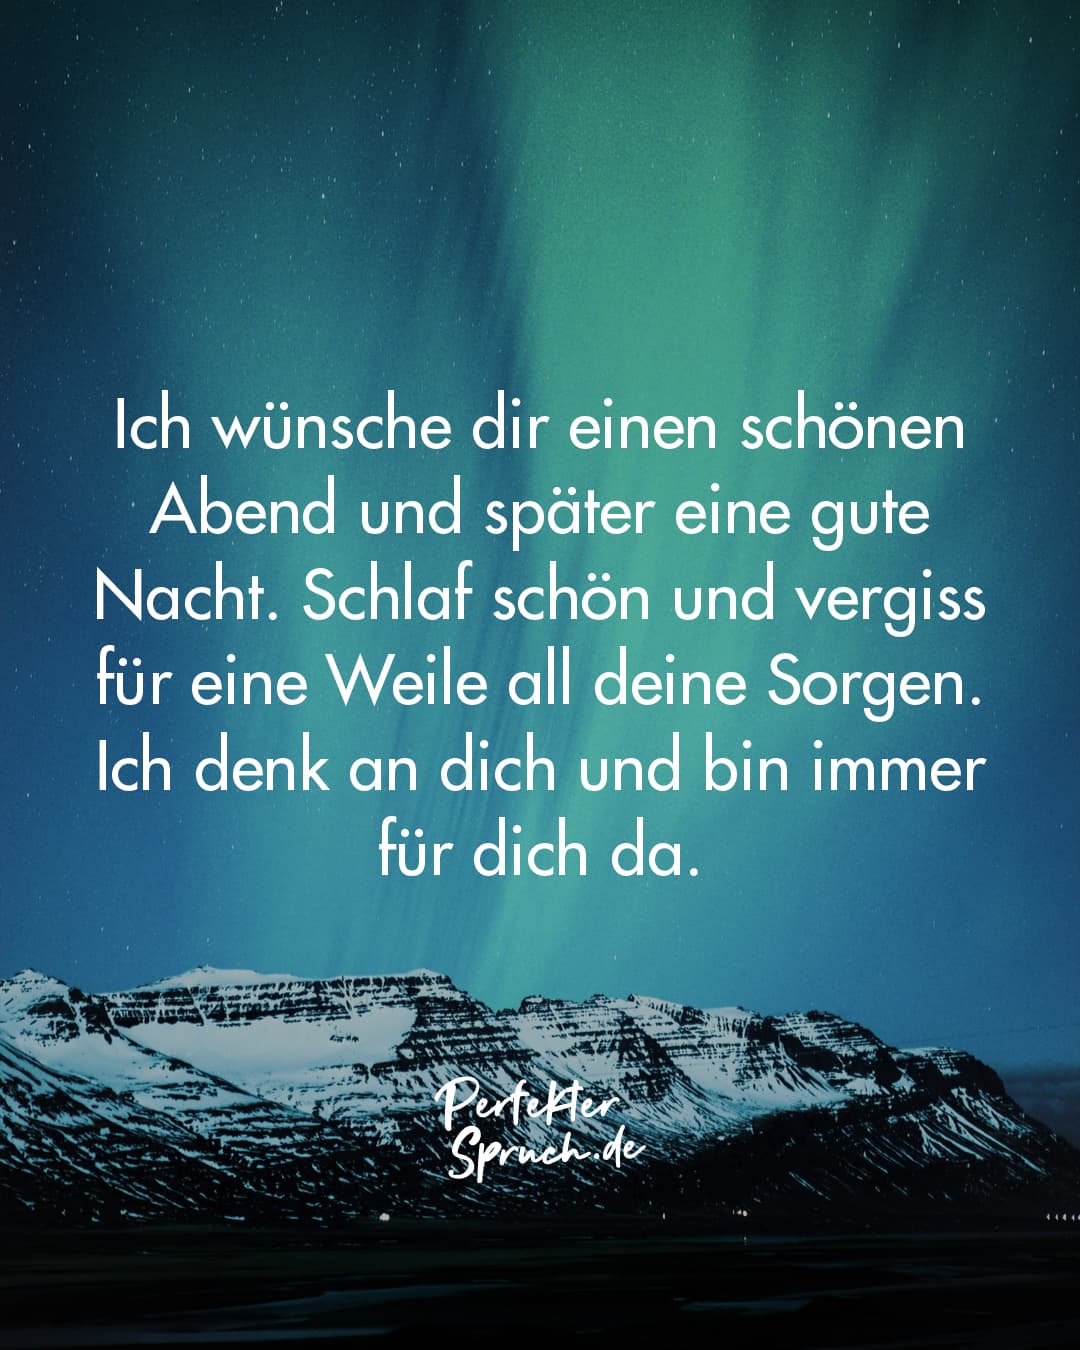 Ich wünsche dir einen schönen
Abend und später eine gute
Nacht. Schlaf schön und vergiss
für eine Weile all deine Sorgen.
Ich denk an dich und bin immer
für dich da.
Perfekter
Spruch.de